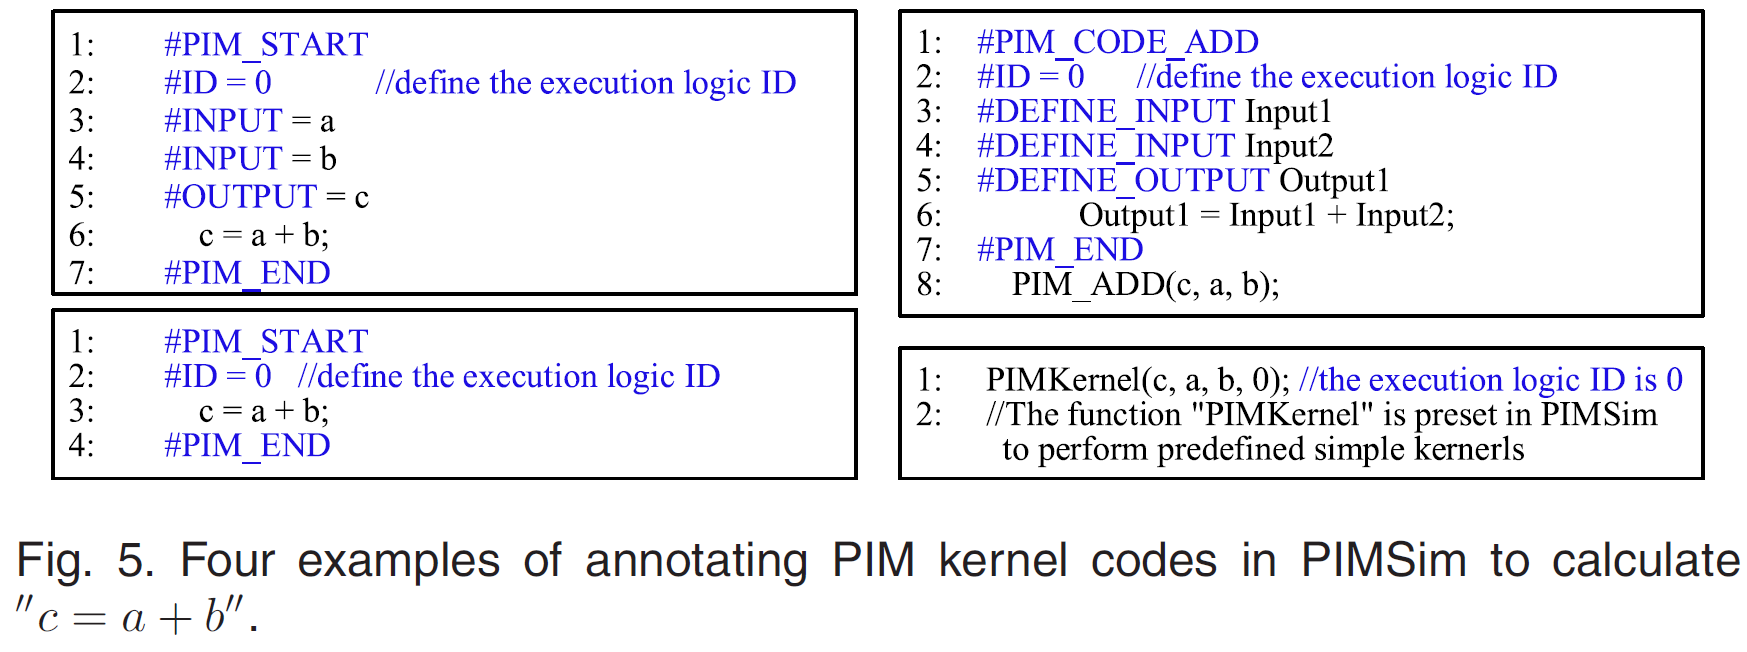 1: #PIM_START
2: #ID = 0 //define the execution logic ID
3: #INPUT = a
4: #INPUT = b
5: #OUTPUT = c
6: c = a + b;
7: #PIM_END
1: #PIM_START
2: #ID = 0 //define the execution logic ID
3: c = a + b;
4: #PIM_END
1: #PIM_CODE_ADD
2: #ID = 0 //define the execution logic ID
3: #DEFINE_INPUT Input1
4: #DEFINE_INPUT Input2
5: #DEFINE_OUTPUT Output1
6: Output1 = Input1 + Input2;
7: #PIM_END
8: PIM_ADD(c, a, b);
1: PIMKernel(c, a, b, 0); //the execution logic ID is 0
2: //The function "PIMKernel" is preset in PIMSim
to perform predefined simple kernerls
Fig. 5. Four examples of annotating PIM kernel codes in PIMSim to calculate
"c = a + b".